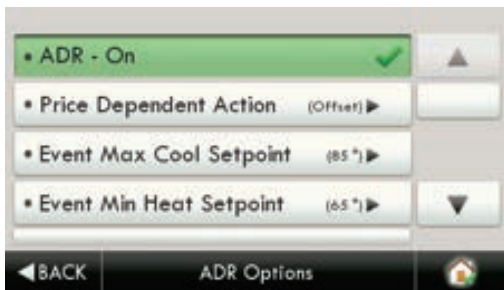 • ADR - On
• Price Dependent Action (Offset)▶
• Event Max Cool Setpoint (85°)▶
• Event Min Heat Setpoint (65°)▶
◀BACK ADR Options